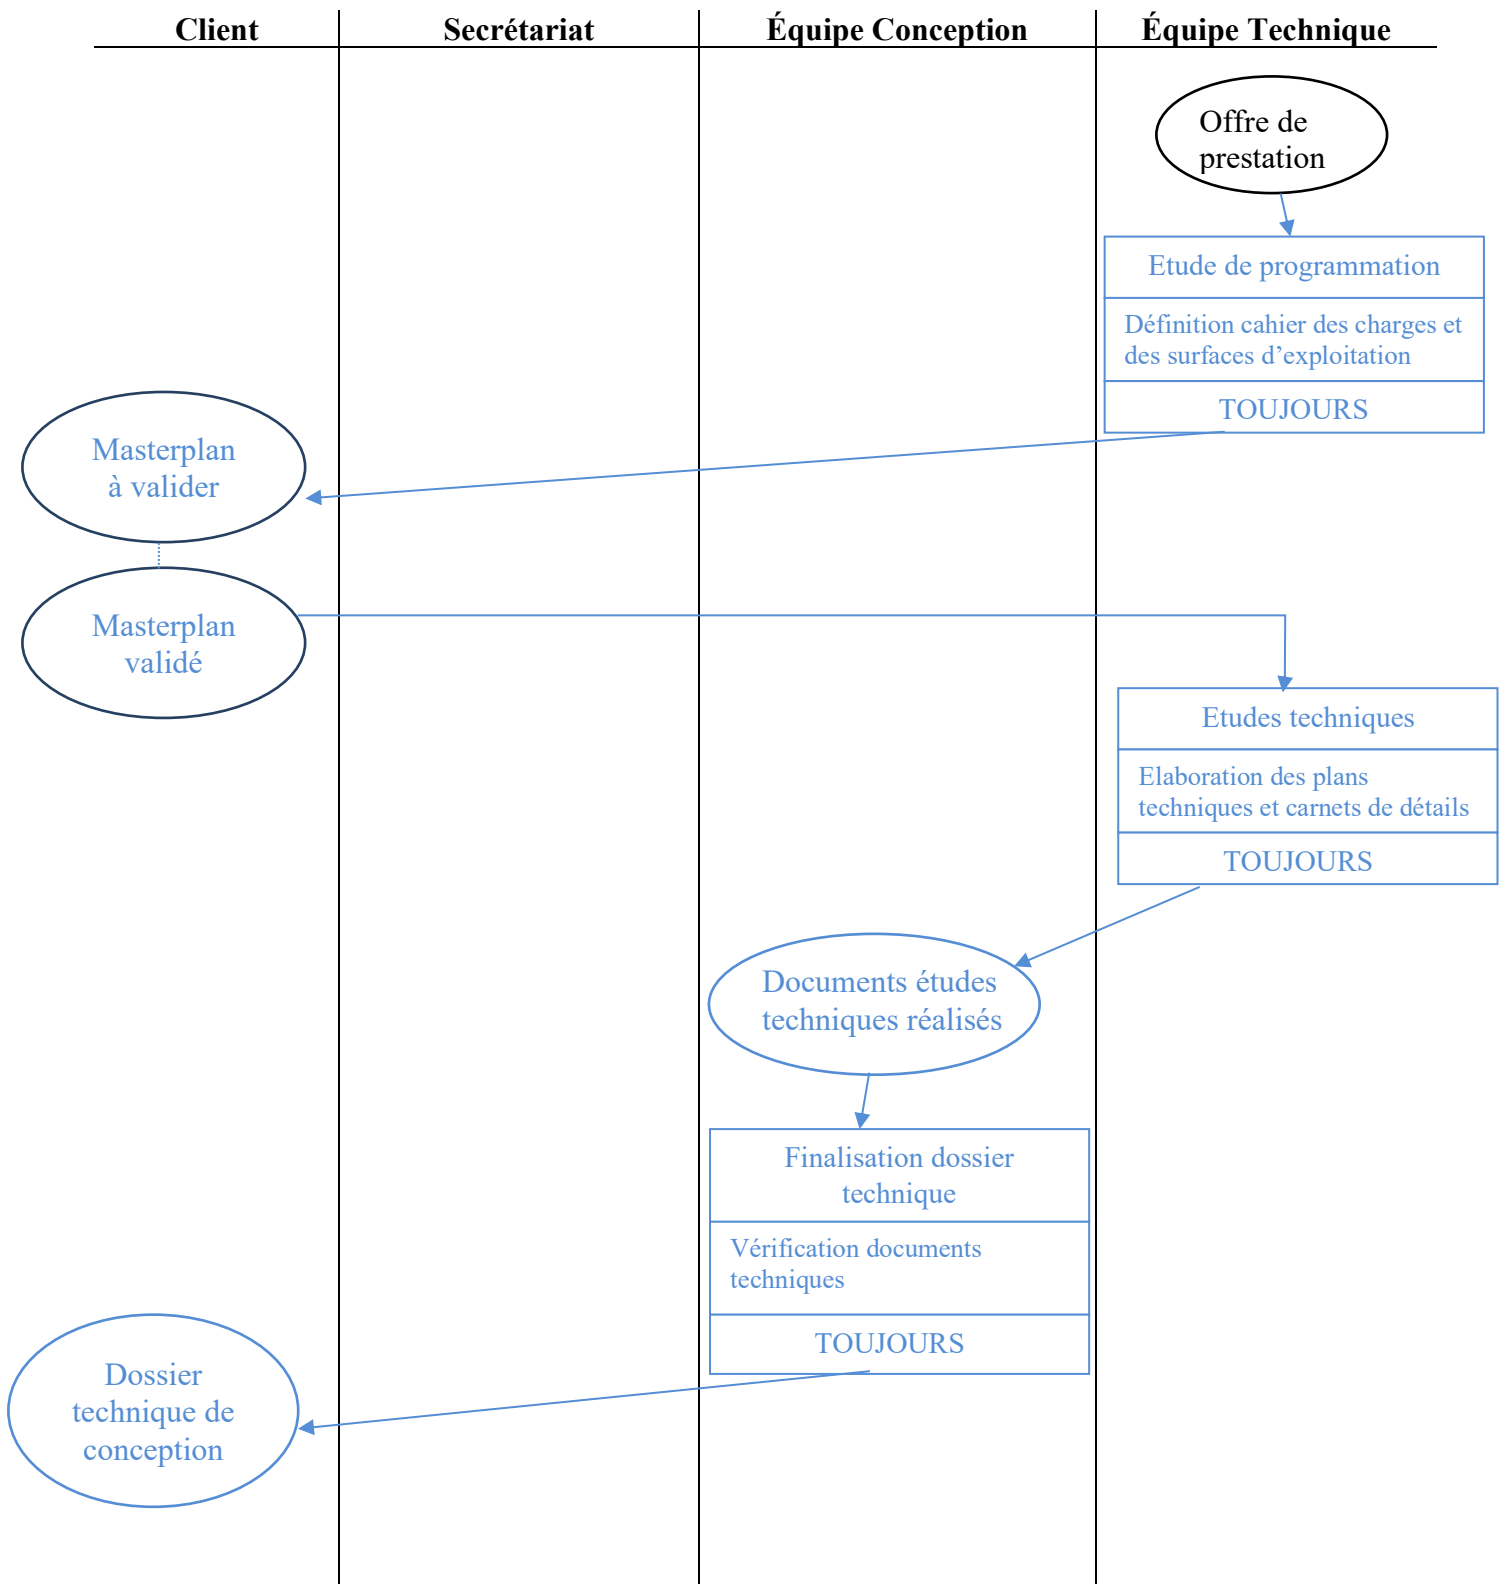 Client
Secrétariat
Équipe Conception
Équipe Technique
Offre de
prestation
Etude de programmation
Définition cahier des charges et
des surfaces d’exploitation
TOUJOURS
Masterplan
à valider
Masterplan
validé
Etudes techniques
Elaboration des plans
techniques et carnets de détails
TOUJOURS
Documents études
techniques réalisés
Finalisation dossier
technique
Vérification documents
techniques
TOUJOURS
Dossier
technique de
conception